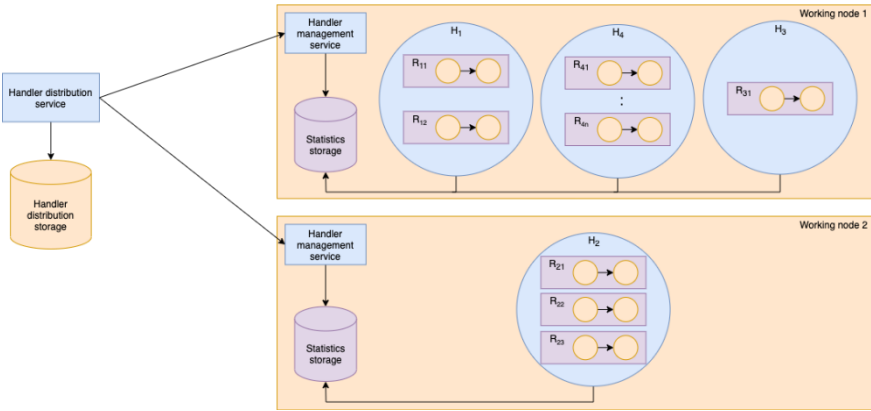 Working node 1
Handler
management
service
H1
H4
H3
R11
R41
R31
:
R12
R4n
Statistics
storage
Handler distribution
service
Handler
distribution
storage
Working node 2
Handler
management
service
H2
R21
R22
R23
Statistics
storage